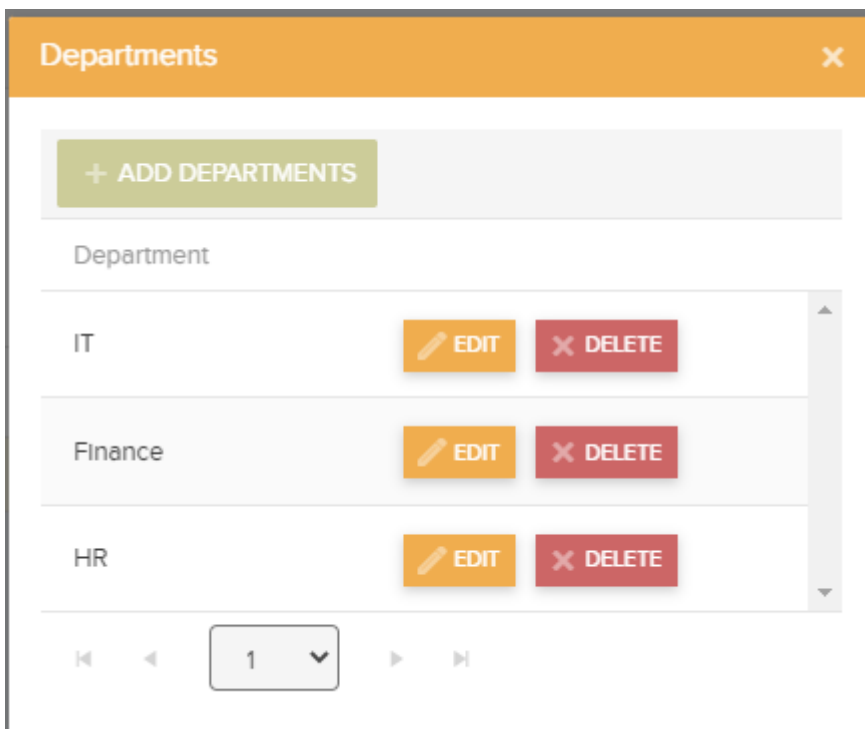 Departments
ADD DEPARTMENTS
Department
IT EDIT DELETE
Finance EDIT DELETE
HR EDIT DELETE
1